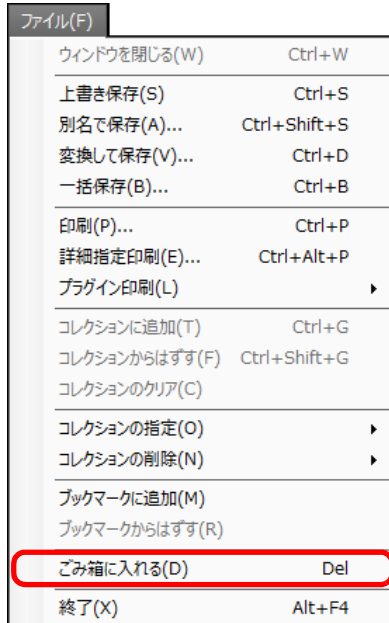 ファイル(F)
ウィンドウを閉じる(W) Ctrl+W
上書き保存(S) Ctrl+S
別名で保存(A)... Ctrl+Shift+S
変換して保存(V)... Ctrl+D
一括保存(B)... Ctrl+B
印刷(P)... Ctrl+P
詳細指定印刷(E)... Ctrl+Alt+P
プラグイン印刷(L)
コレクションに追加(T) Ctrl+G
コレクションからはずす(F) Ctrl+Shift+G
コレクションのクリア(C)
コレクションの指定(O)
コレクションの削除(N)
ブックマークに追加(M)
ブックマークからはずす(R)
ごみ箱に入れる(D) Del
終了(X) Alt+F4